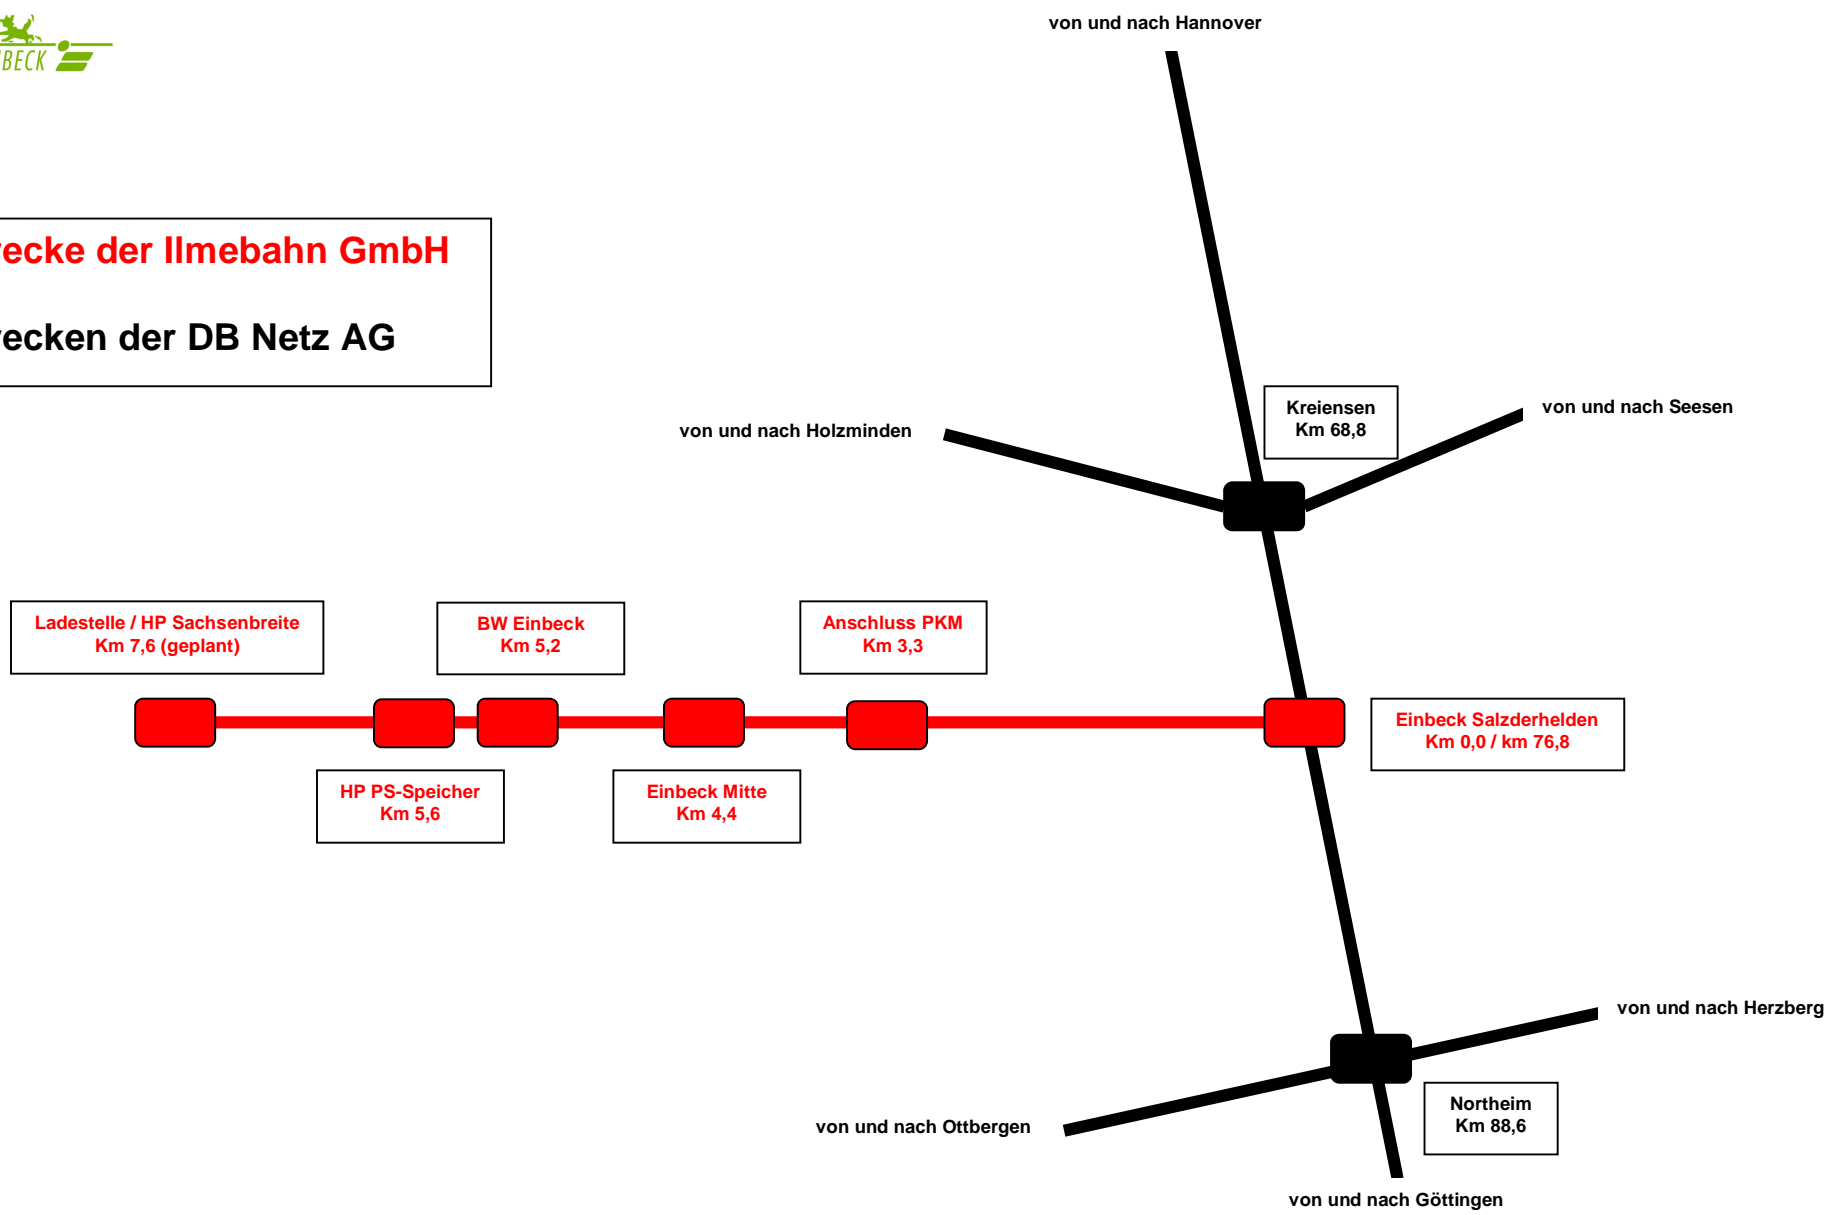 von und nach Hannover
BECK
ecke der Ilmebahn GmbH
ecken der DB Netz AG
Kreiensen
Km 68,8
von und nach Seesen
von und nach Holzminden
Ladestelle / HP Sachsenbreite
Km 7,6 (geplant)
BW Einbeck
Km 5,2
Anschluss PKM
Km 3,3
Einbeck Salzderhelden
Km 0,0 / km 76,8
HP PS-Speicher
Km 5,6
Einbeck Mitte
Km 4,4
von und nach Herzberg
Northeim
Km 88,6
von und nach Ottbergen
von und nach Göttingen